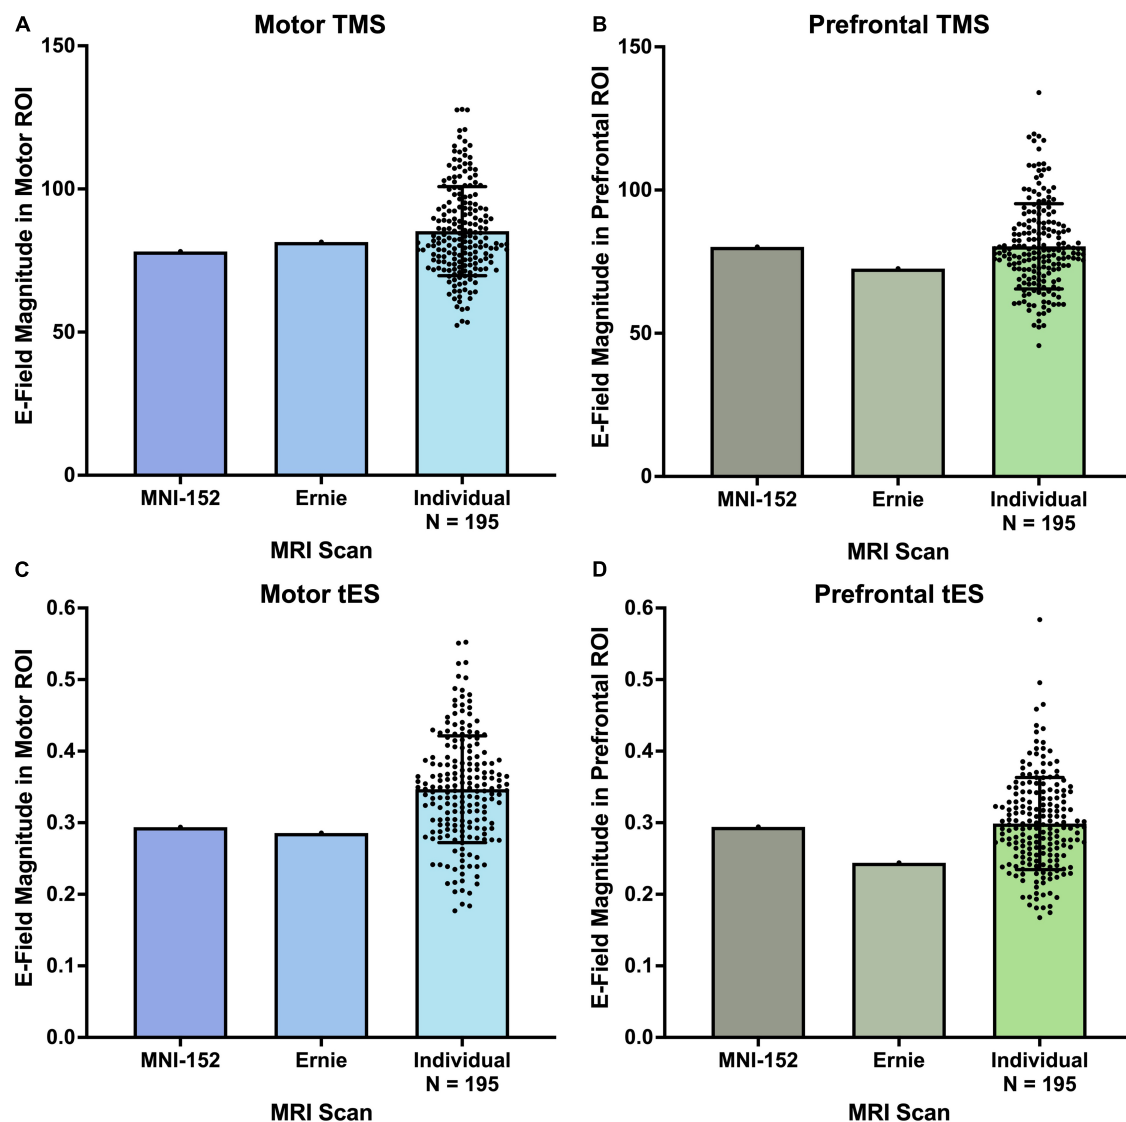 A
Motor TMS
E-Field Magnitude in Motor ROI
150
100
50
0
MNI-152
Ernie
Individual
N = 195
MRI Scan
B
Prefrontal TMS
E-Field Magnitude in Prefrontal ROI
150
100
50
0
MNI-152
Ernie
Individual
N = 195
MRI Scan
C
Motor tES
E-Field Magnitude in Motor ROI
0.6
0.5
0.4
0.3
0.2
0.1
0.0
MNI-152
Ernie
Individual
N = 195
MRI Scan
D
Prefrontal tES
E-Field Magnitude in Prefrontal ROI
0.6
0.5
0.4
0.3
0.2
0.1
0.0
MNI-152
Ernie
Individual
N = 195
MRI Scan